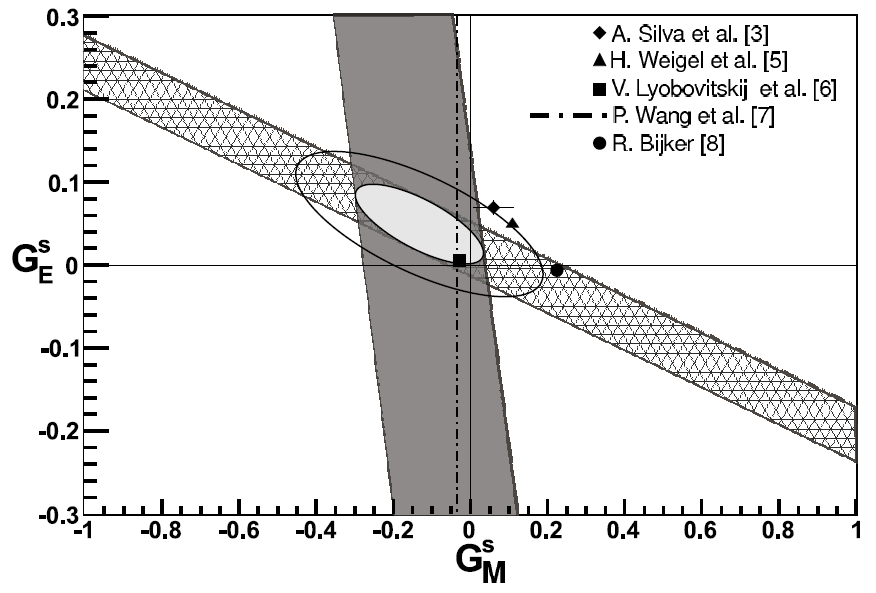 0.3
0.2
0.1
0
-0.1
-0.2
-0.3
G^s_E
A. Silva et al. [3]
H. Weigel et al. [5]
V. Lyobovitskij et al. [6]
P. Wang et al. [7]
R. Bijker [8]
-1 -0.8 -0.6 -0.4 -0.2 0 0.2 0.4 0.6 0.8 1
G^s_M